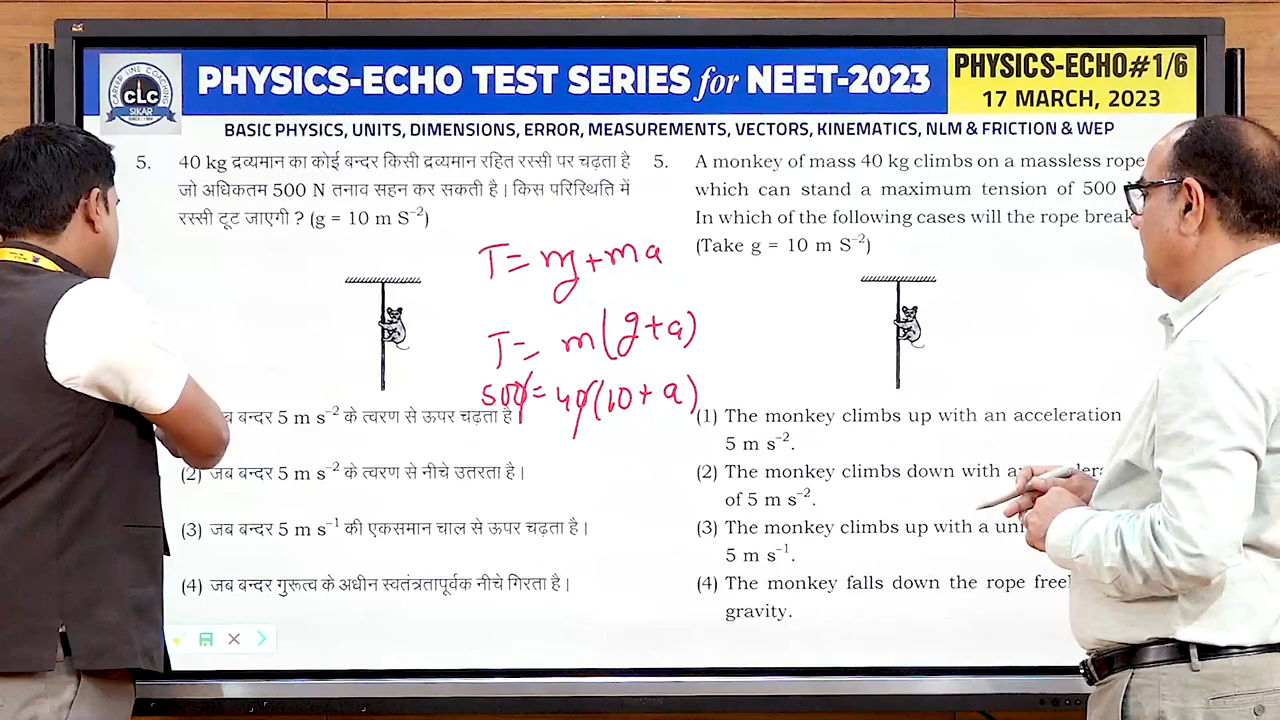 PHYSICS-ECHO TEST SERIES for NEET-2023
PHYSICS-ECHO#1/6
17 MARCH, 2023
CAREER LINE COACHING
CLC
SIKAR
BASIC PHYSICS, UNITS, DIMENSIONS, ERROR, MEASUREMENTS, VECTORS, KINEMATICS, NLM & FRICTION & WEP
5. 40 kg द्रव्यमान का कोई बन्दर किसी द्रव्यमान रहित रस्सी पर चढ़ता है
जो अधिकतम 500 N तनाव सहन कर सकती है। किस परिस्थिति में
रस्सी टूट जाएगी ? (g = 10 m S⁻²)
T = mg + ma
T = m(g+a)
500 = 40(10 + a)
बन्दर 5 m s⁻² के त्वरण से ऊपर चढ़ता है
(2) जब बन्दर 5 m s⁻² के त्वरण से नीचे उतरता है।
(3) जब बन्दर 5 m s⁻¹ की एकसमान चाल से ऊपर चढ़ता है।
(4) जब बन्दर गुरूत्व के अधीन स्वतंत्रतापूर्वक नीचे गिरता है।
5. A monkey of mass 40 kg climbs on a massless rope
which can stand a maximum tension of 500
In which of the following cases will the rope break
(Take g = 10 m S⁻²)
(1) The monkey climbs up with an acceleration
5 m s⁻².
(2) The monkey climbs down with
of 5 m s⁻².
(3) The monkey climbs up with a
5 m s⁻¹.
(4) The monkey falls down the rope
gravity.